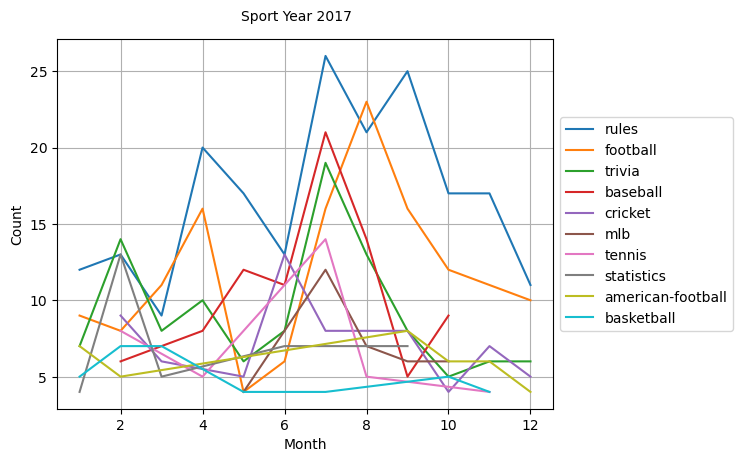 Sport Year 2017
Count
25
20
15
10
5
2 4 6 8 10 12
Month
rules
football
trivia
baseball
cricket
mlb
tennis
statistics
american-football
basketball